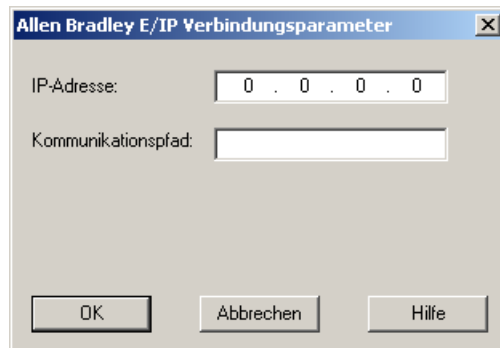 Allen Bradley E/IP Verbindungsparameter
IP-Adresse: 0 . 0 . 0 . 0
Kommunikationspfad:
OK Abbrechen Hilfe